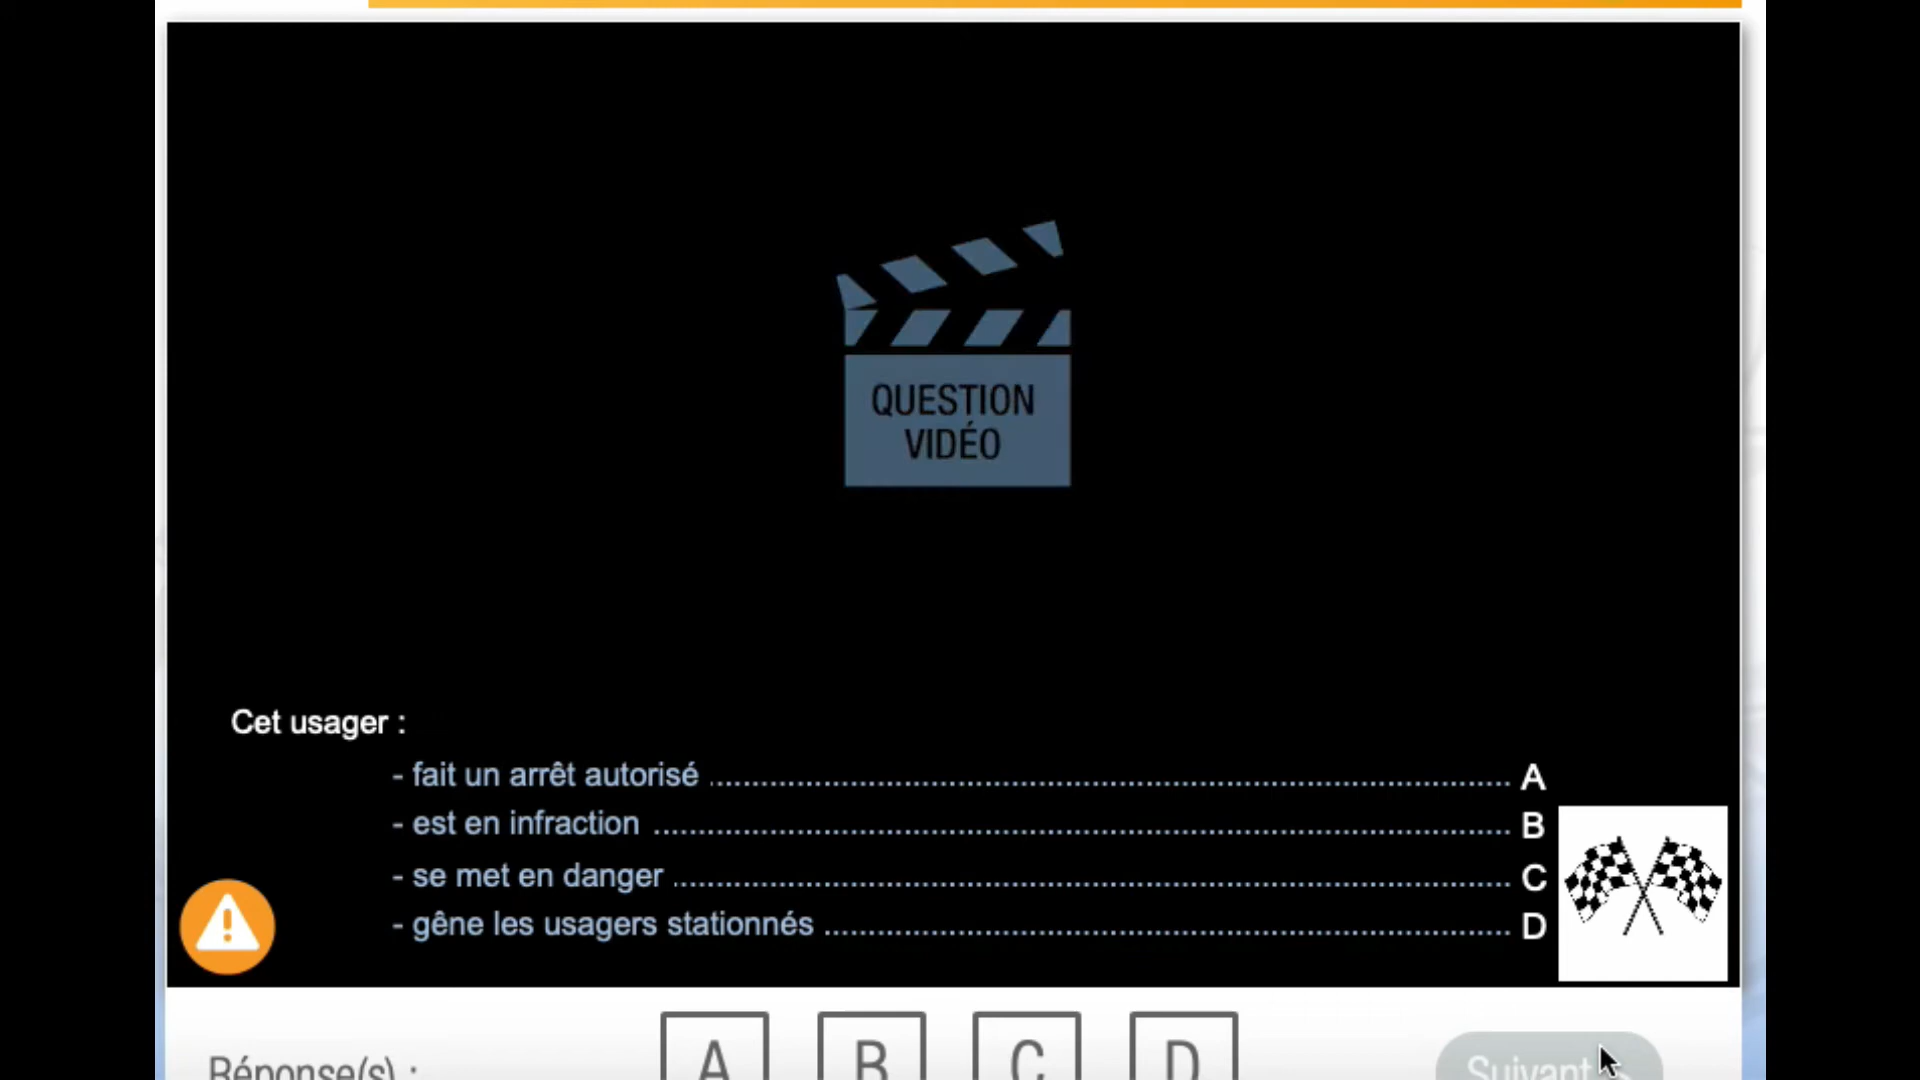 QUESTION
VIDÉO
Cet usager :
- fait un arrêt autorisé ........................ A
- est en infraction ........................ B
- se met en danger ........................ C
- gêne les usagers stationnés ........................ D
Réponse(s) : A B C D Suivant